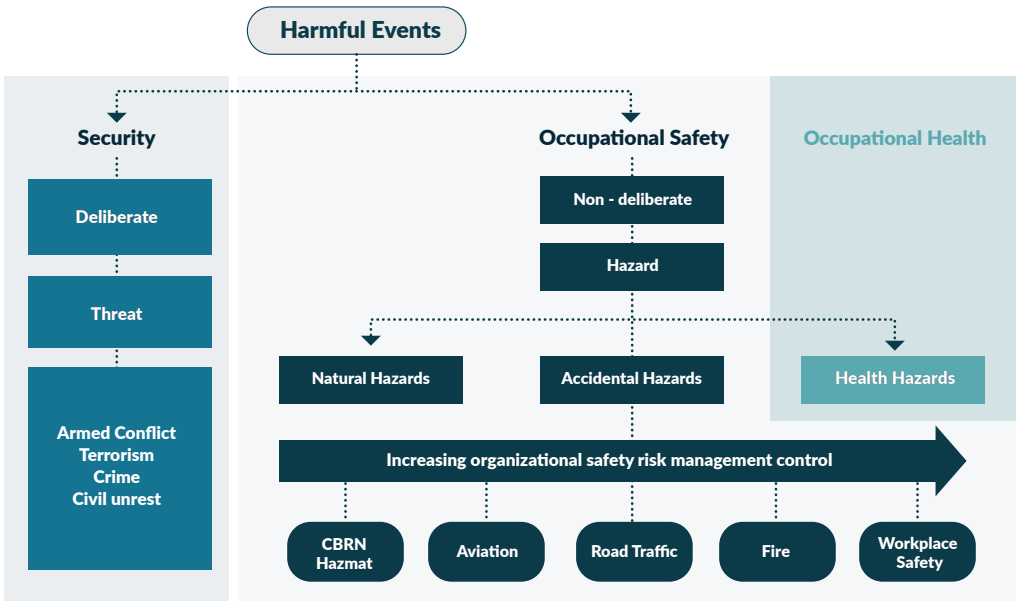 Harmful Events
Security
Occupational Safety
Occupational Health
Deliberate
Threat
Armed Conflict
Terrorism
Crime
Civil unrest
Non - deliberate
Hazard
Natural Hazards
Accidental Hazards
Health Hazards
Increasing organizational safety risk management control
CBRN
Hazmat
Aviation
Road Traffic
Fire
Workplace
Safety